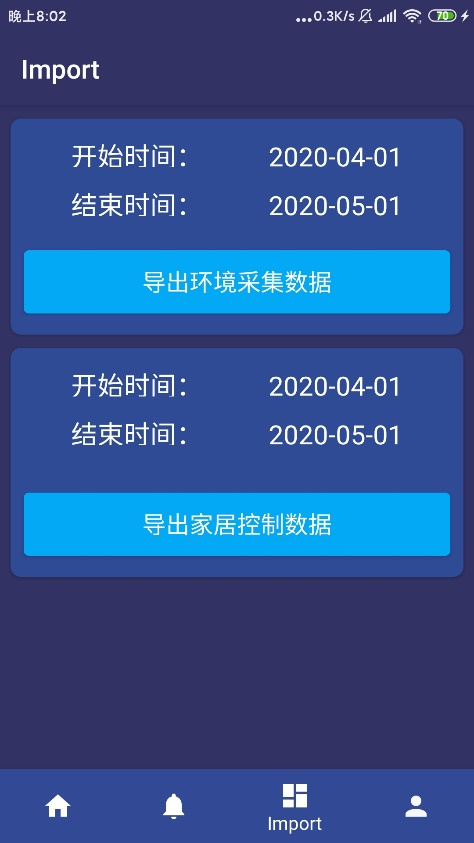 晚上8:02
...0.3K/s
70
Import
开始时间：
2020-04-01
结束时间：
2020-05-01
导出环境采集数据
开始时间：
2020-04-01
结束时间：
2020-05-01
导出家居控制数据
Import